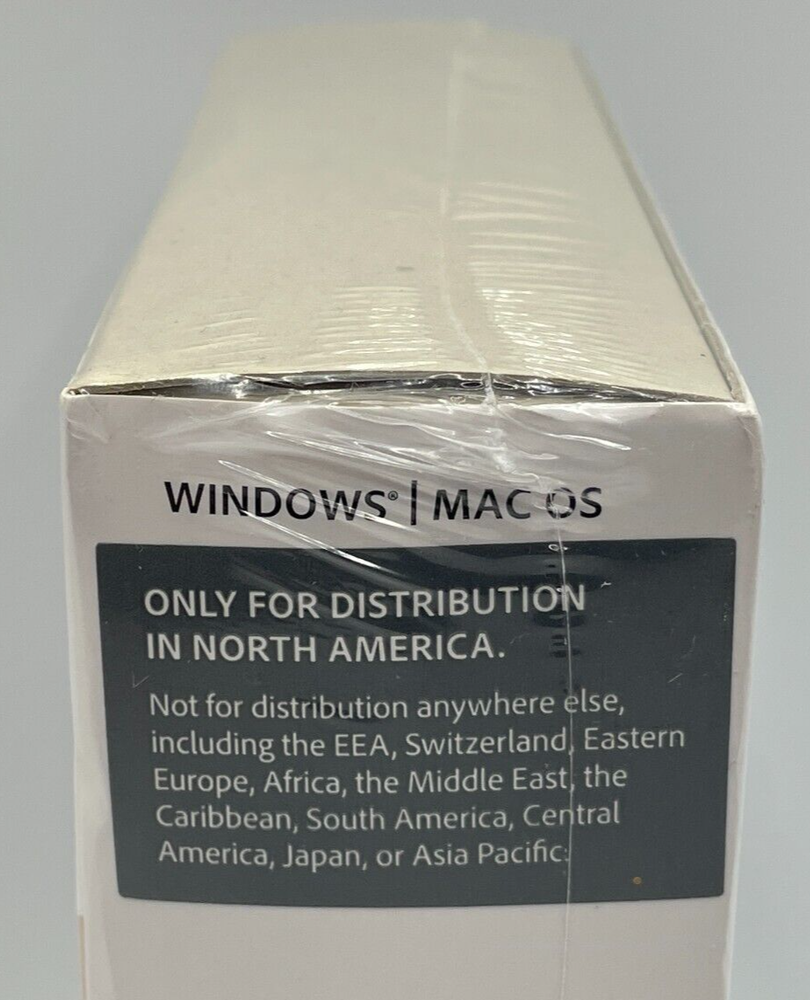 WINDOWS® | MAC OS
ONLY FOR DISTRIBUTION
IN NORTH AMERICA.
Not for distribution anywhere else,
including the EEA, Switzerland, Eastern
Europe, Africa, the Middle East, the
Caribbean, South America, Central
America, Japan, or Asia Pacific.